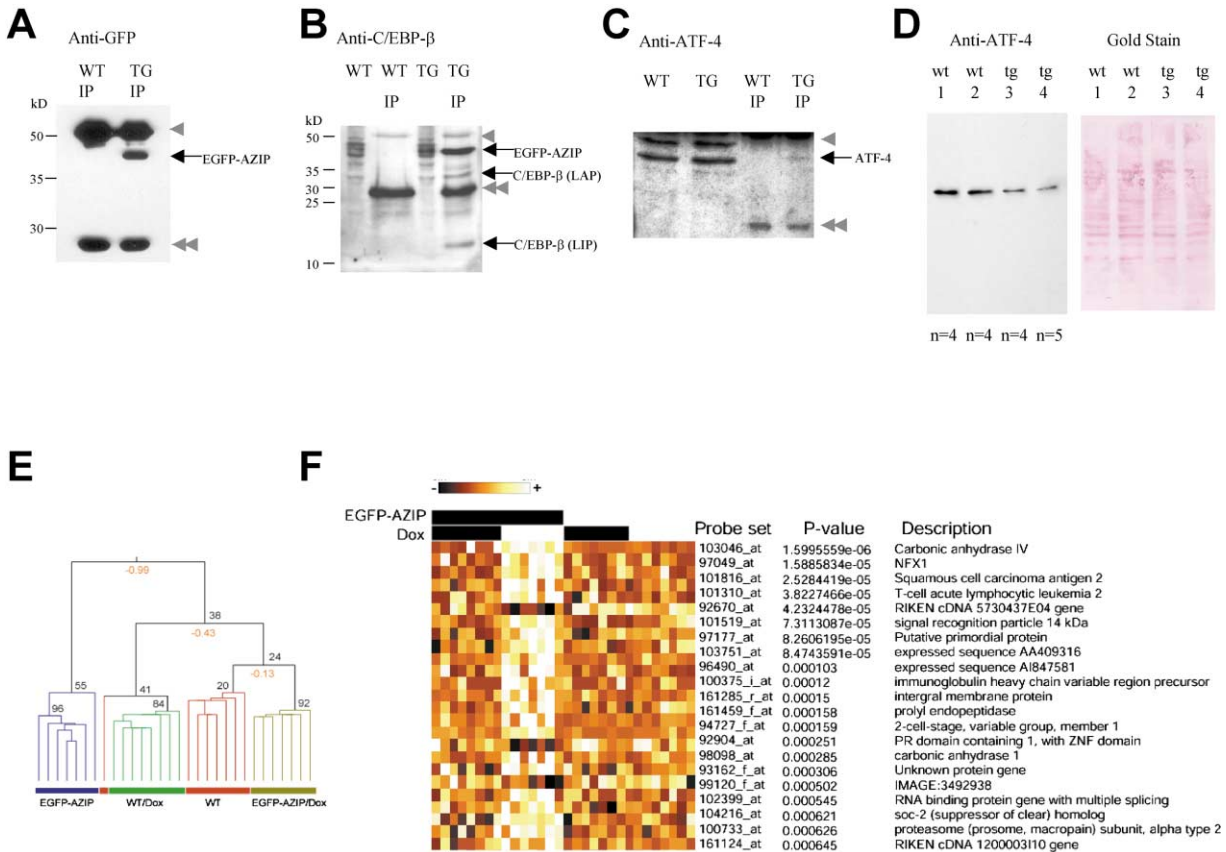 A
Anti-GFP
WT IP
TG IP
kD
50
35
30
EGFP-AZIP
B
Anti-C/EBP-β
WT
WT IP
TG
TG IP
kD
50
35
30
25
10
EGFP-AZIP
C/EBP-β (LAP)
C/EBP-β (LIP)
C
Anti-ATF-4
WT
TG
WT IP
TG IP
ATF-4
D
Anti-ATF-4
Gold Stain
wt wt tg tg
1 2 3 4
wt wt tg tg
1 2 3 4
n=4 n=4 n=4 n=5
E
-0.99
38
-0.43
24
-0.13
55
96
41
84
20
92
EGFP-AZIP
WT/Dox
WT
EGFP-AZIP/Dox
F
- +
EGFP-AZIP
Dox
Probe set P-value Description
103046_at 1.5995559e-06 Carbonic anhydrase IV
97049_at 1.5885834e-05 NFX1
101816_at 2.5284419e-05 Squamous cell carcinoma antigen 2
101310_at 3.8227466e-05 T-cell acute lymphocytic leukemia 2
92670_at 4.2324478e-05 RIKEN cDNA 5730437E04 gene
101519_at 7.3113087e-05 signal recognition particle 14 kDa
97177_at 8.2606195e-05 Putative primordial protein
103751_at 8.4743591e-05 expressed sequence AA409316
96490_at 0.000103 expressed sequence AI847581
100375_i_at 0.00012 immunoglobulin heavy chain variable region precursor
161285_r_at 0.00015 intergral membrane protein
161459_f_at 0.000158 prolyl endopeptidase
94727_f_at 0.000159 2-cell-stage, variable group, member 1
92904_at 0.000251 PR domain containing 1, with ZNF domain
98098_at 0.000285 carbonic anhydrase 1
93162_f_at 0.000306 Unknown protein gene
99120_f_at 0.000502 IMAGE:3492938
102399_at 0.000545 RNA binding protein gene with multiple splicing
104216_at 0.000621 soc-2 (suppressor of clear) homolog
100733_at 0.000626 proteasome (prosome, macropain) subunit, alpha type 2
161124_at 0.000645 RIKEN cDNA 1200003I10 gene